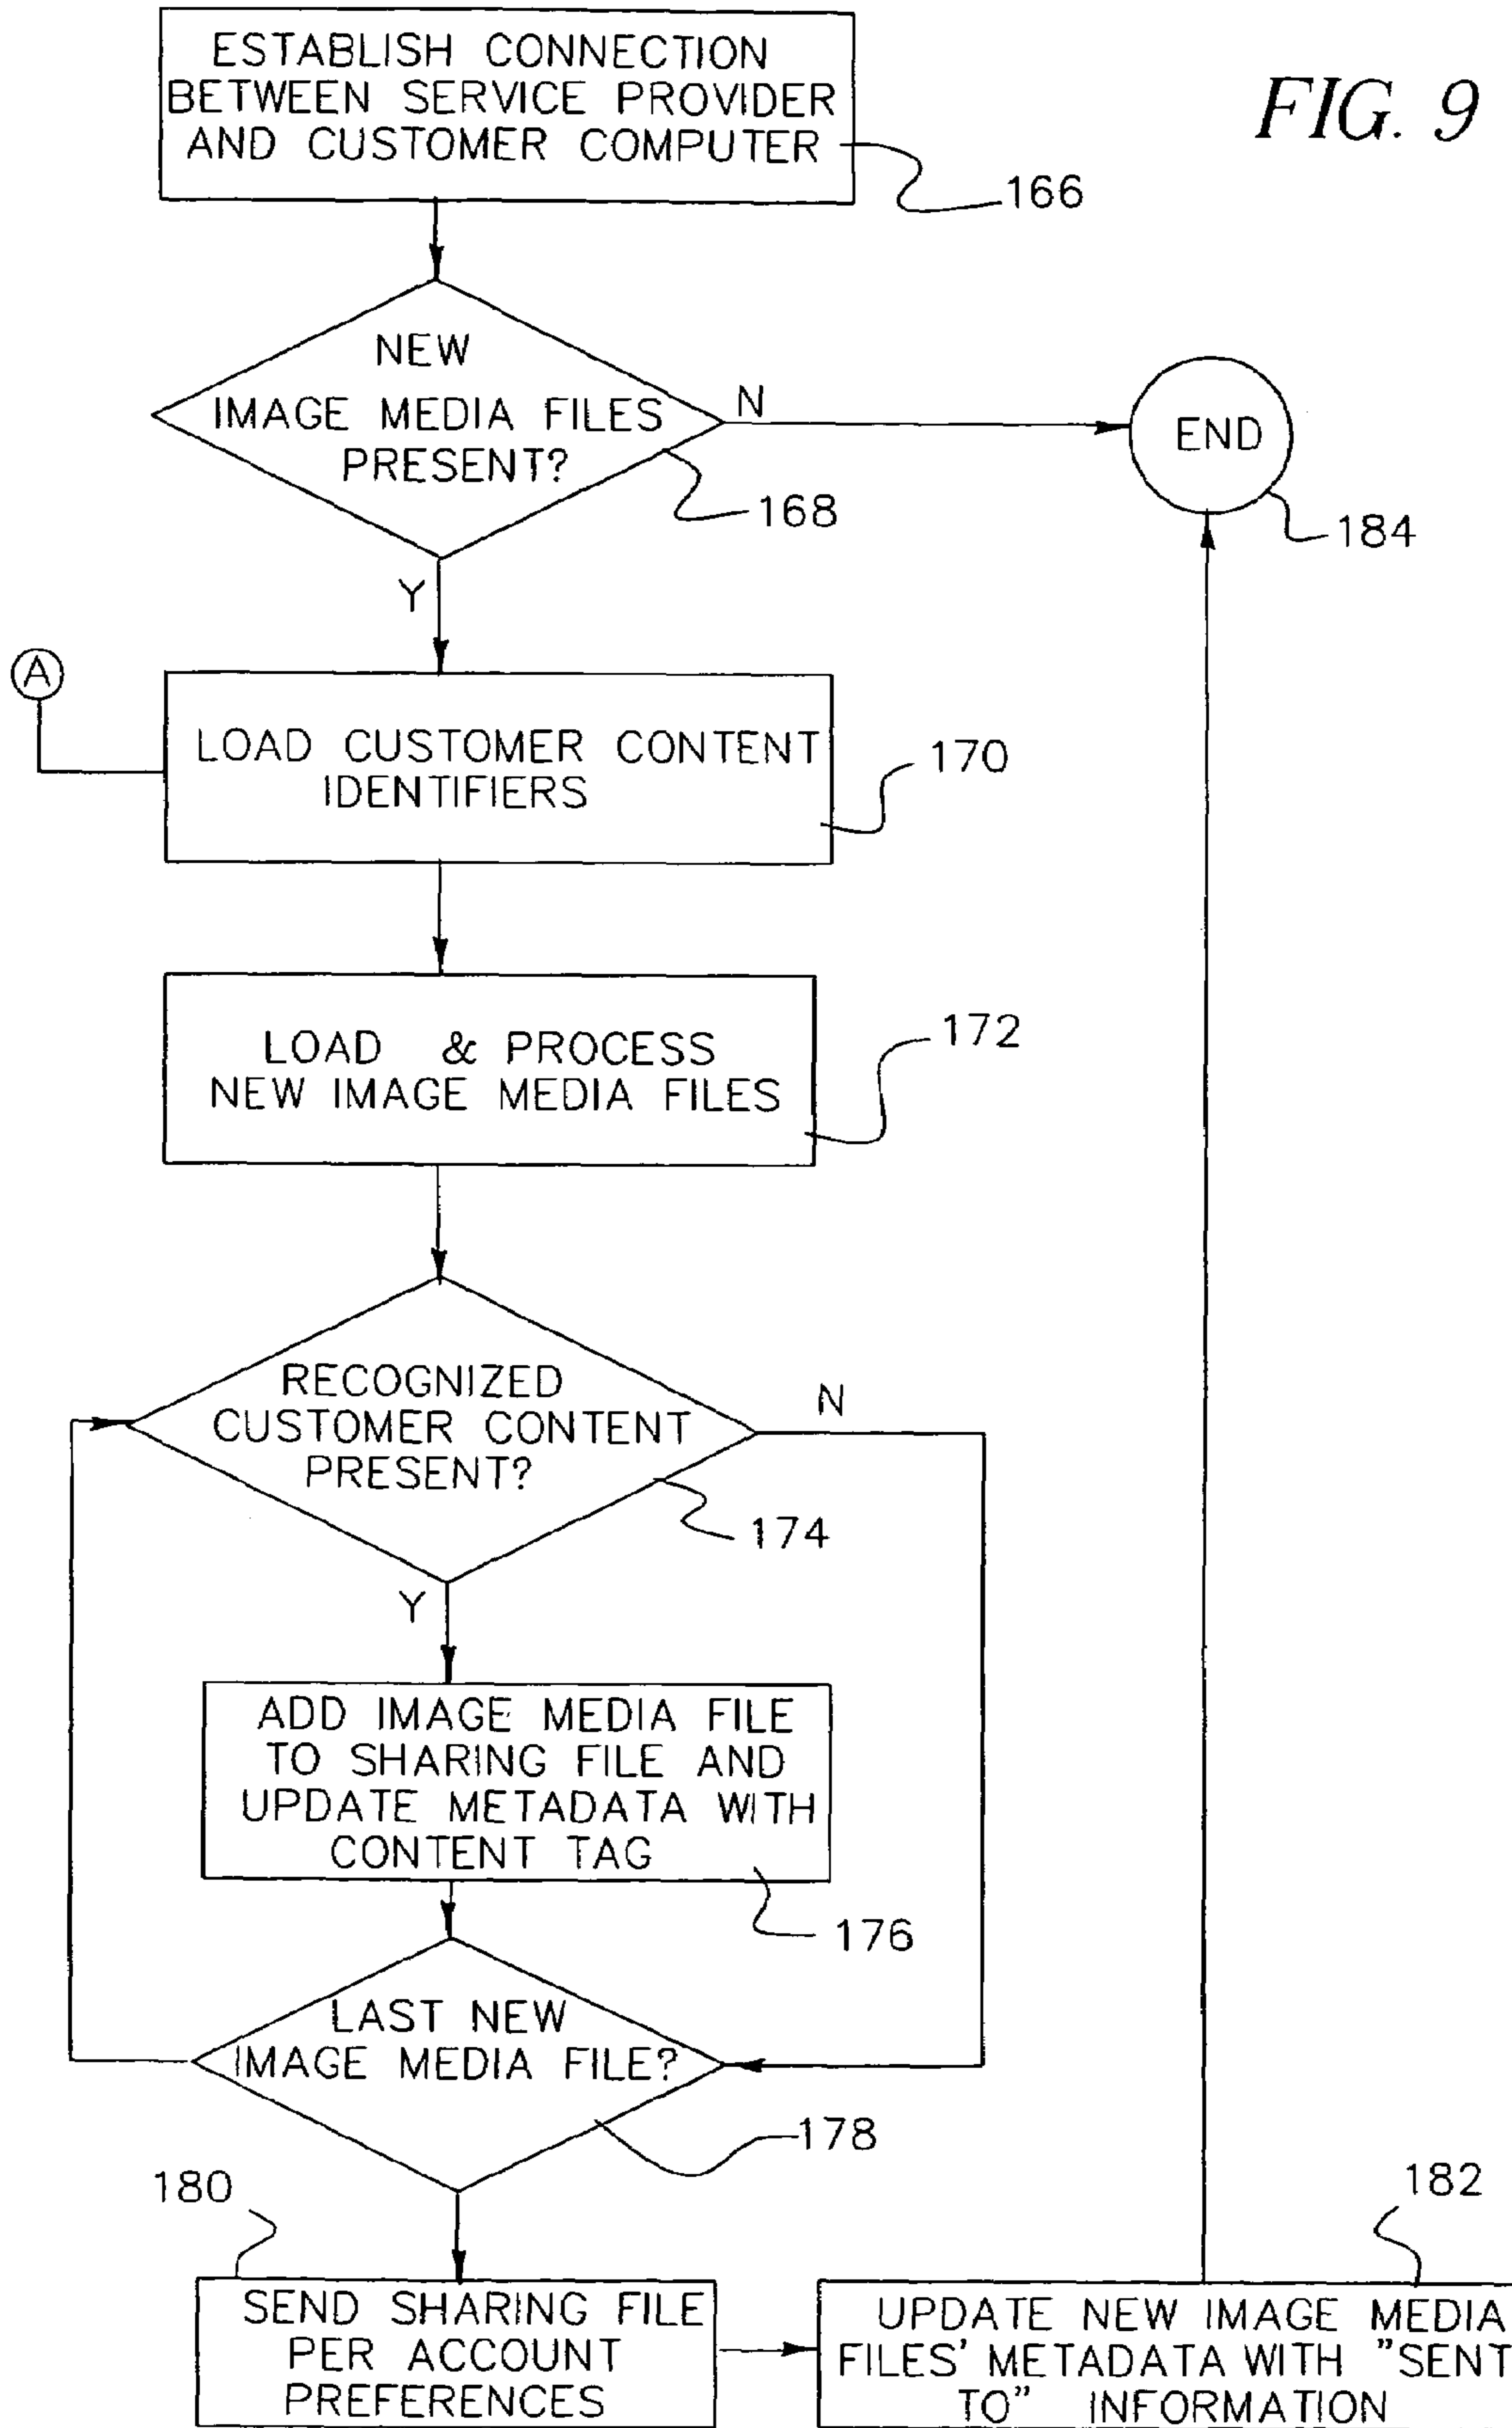 FIG. 9
ESTABLISH CONNECTION
BETWEEN SERVICE PROVIDER
AND CUSTOMER COMPUTER
166
NEW
IMAGE MEDIA FILES
PRESENT?
168
N
END
184
Y
A
LOAD CUSTOMER CONTENT
IDENTIFIERS
170
LOAD & PROCESS
NEW IMAGE MEDIA FILES
172
RECOGNIZED
CUSTOMER CONTENT
PRESENT?
174
N
Y
ADD IMAGE MEDIA FILE
TO SHARING FILE AND
UPDATE METADATA WITH
CONTENT TAG
176
LAST NEW
IMAGE MEDIA FILE?
178
180
SEND SHARING FILE
PER ACCOUNT
PREFERENCES
182
UPDATE NEW IMAGE MEDIA
FILES' METADATA WITH "SENT
TO" INFORMATION